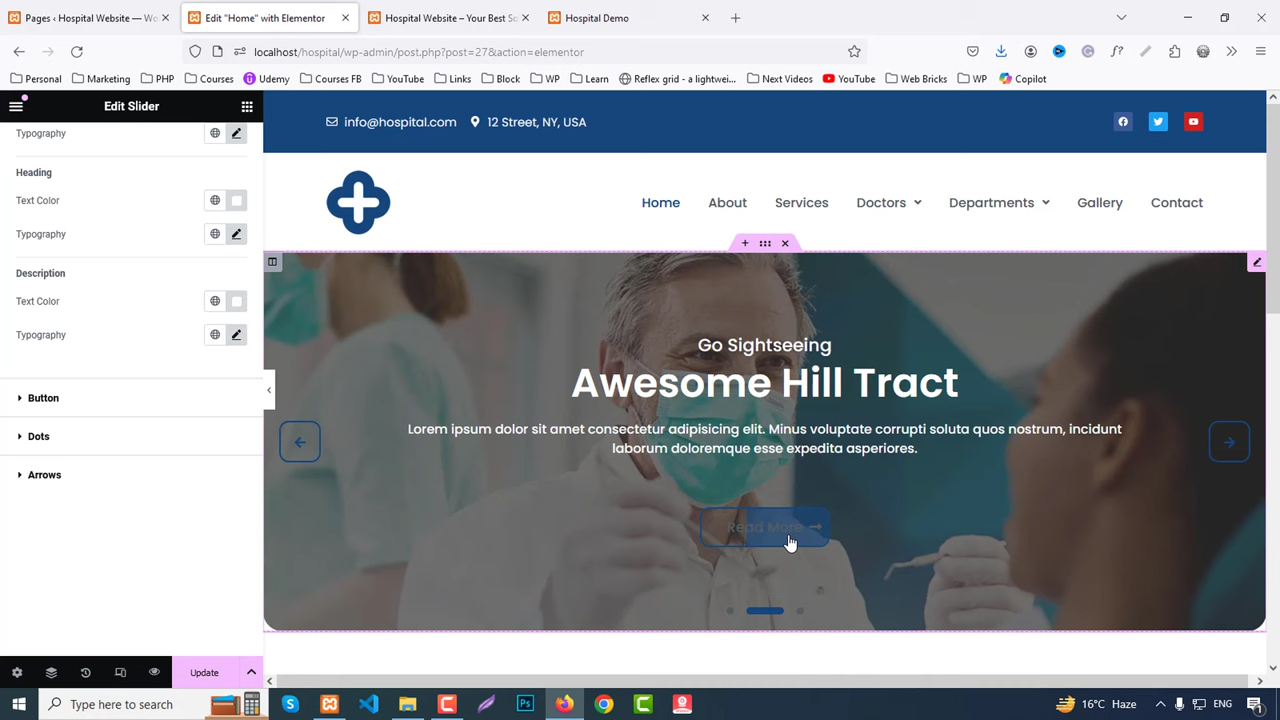 Pages ‹ Hospital Website — Wo
Edit "Home" with Elementor
Hospital Website – Your Best So
Hospital Demo
localhost/hospital/wp-admin/post.php?post=27&action=elementor
Personal
Marketing
PHP
Courses
Udemy
Courses FB
YouTube
Links
Block
WP
Learn
Reflex grid - a lightwei...
Next Videos
YouTube
Web Bricks
WP
Copilot
Edit Slider
Typography
Heading
Text Color
Typography
Description
Text Color
Typography
Button
Dots
Arrows
Update
info@hospital.com
12 Street, NY, USA
Home
About
Services
Doctors
Departments
Gallery
Contact
Go Sightseeing
Awesome Hill Tract
Lorem ipsum dolor sit amet consectetur adipisicing elit. Minus voluptate corrupti soluta quos nostrum, incidunt
laborum doloremque esse expedita asperiores.
Read More
Type here to search
16°C Haze
ENG